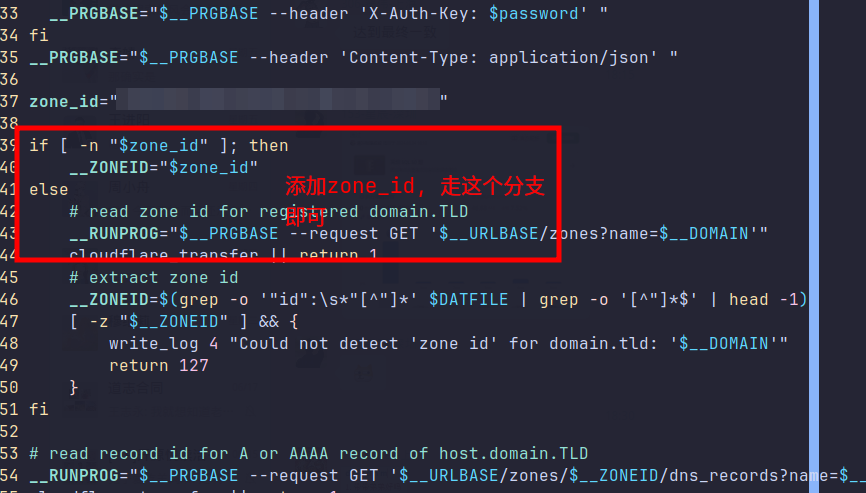 33 __PRGBASE="$__PRGBASE --header 'X-Auth-Key: $password' "
34 fi
35 __PRGBASE="$__PRGBASE --header 'Content-Type: application/json' "
36
37 zone_id=" "
38
39 if [ -n "$zone_id" ]; then
40 __ZONEID="$zone_id"
41 else
添加zone_id, 走这个分支
即可
42 # read zone id for registered domain.TLD
43 __RUNPROG="$__PRGBASE --request GET '$__URLBASE/zones?name=$__DOMAIN'"
44 cloudflare_transfer || return 1
45 # extract zone id
46 __ZONEID=$(grep -o '"id":\s*"[^"]*' $DATFILE | grep -o '[^"]*$' | head -1)
47 [ -z "$__ZONEID" ] && {
48 write_log 4 "Could not detect 'zone id' for domain.tld: '$__DOMAIN'"
49 return 127
50 }
51 fi
52
53 # read record id for A or AAAA record of host.domain.TLD
54 __RUNPROG="$__PRGBASE --request GET '$__URLBASE/zones/$__ZONEID/dns_records?name=$__